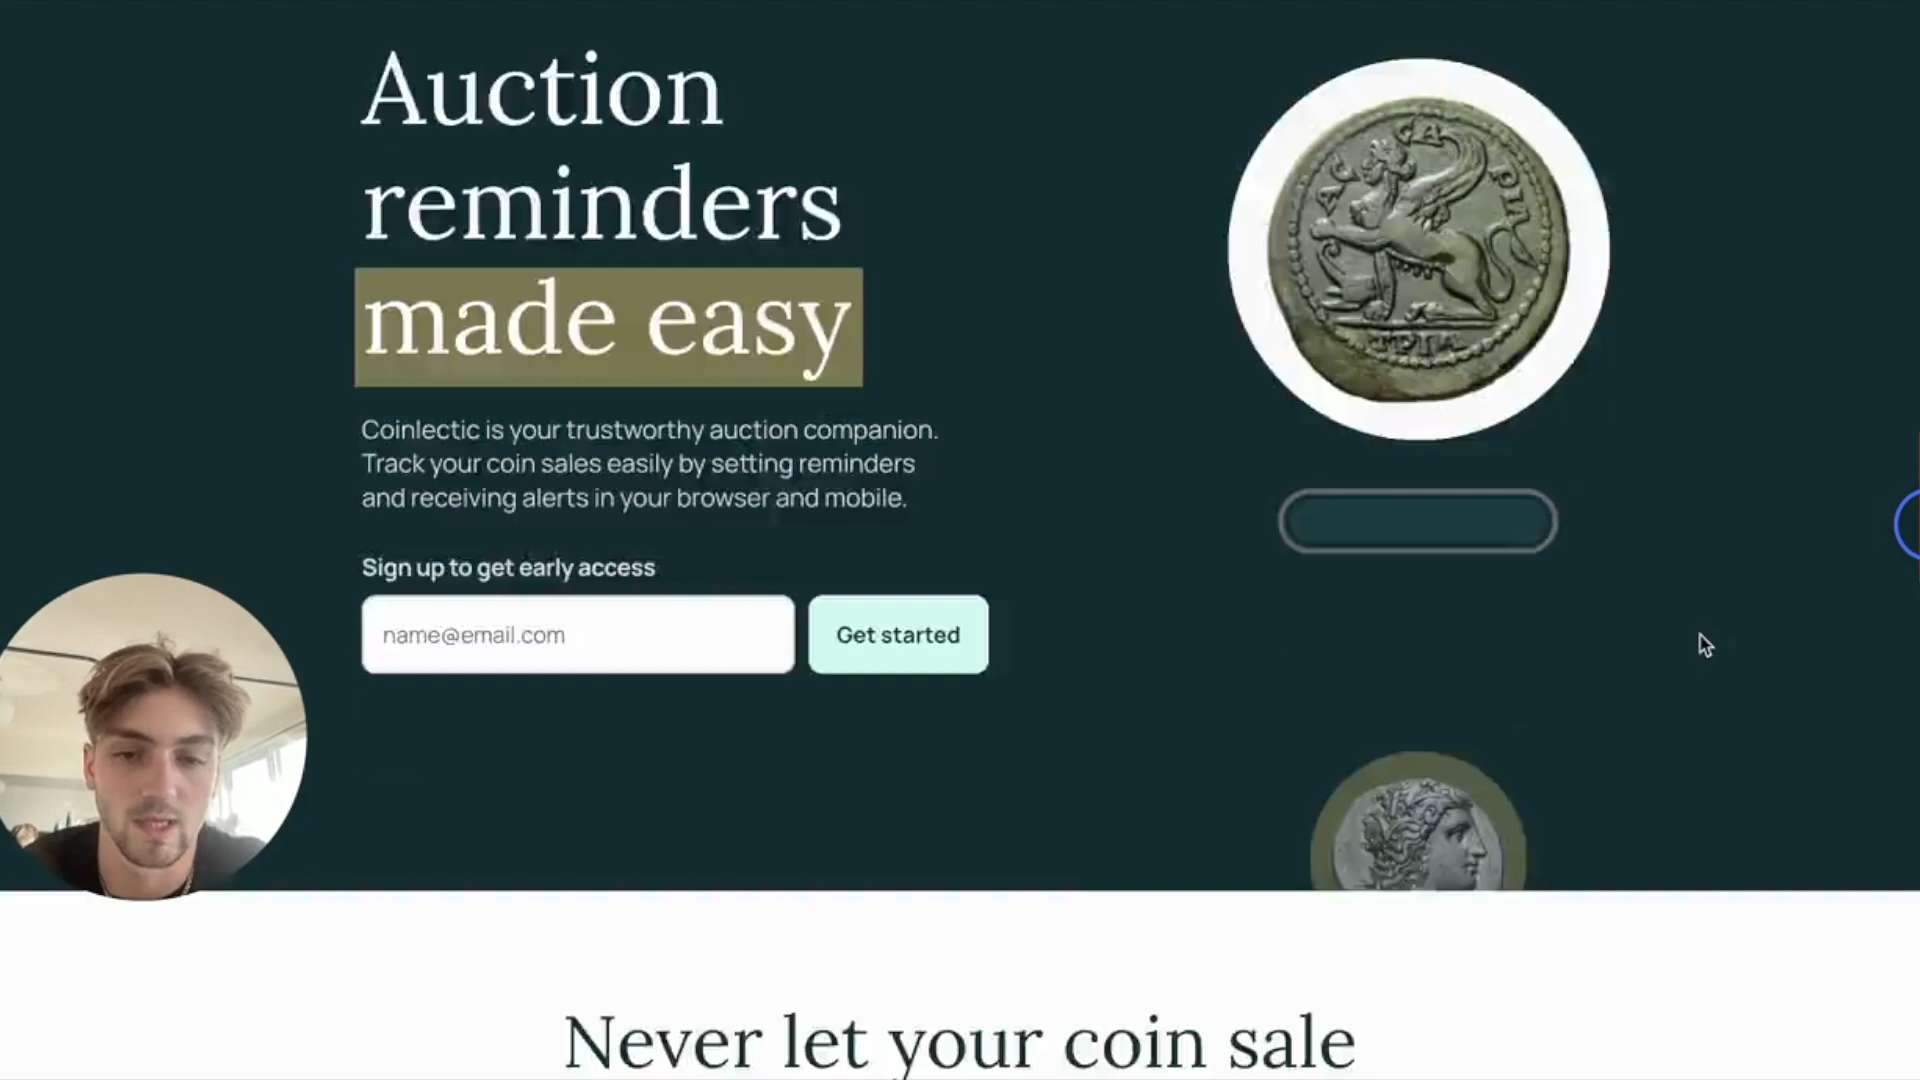 Auction
reminders
made easy
Coinlectic is your trustworthy auction companion.
Track your coin sales easily by setting reminders
and receiving alerts in your browser and mobile.
Sign up to get early access
name@email.com
Get started
Never let your coin sale